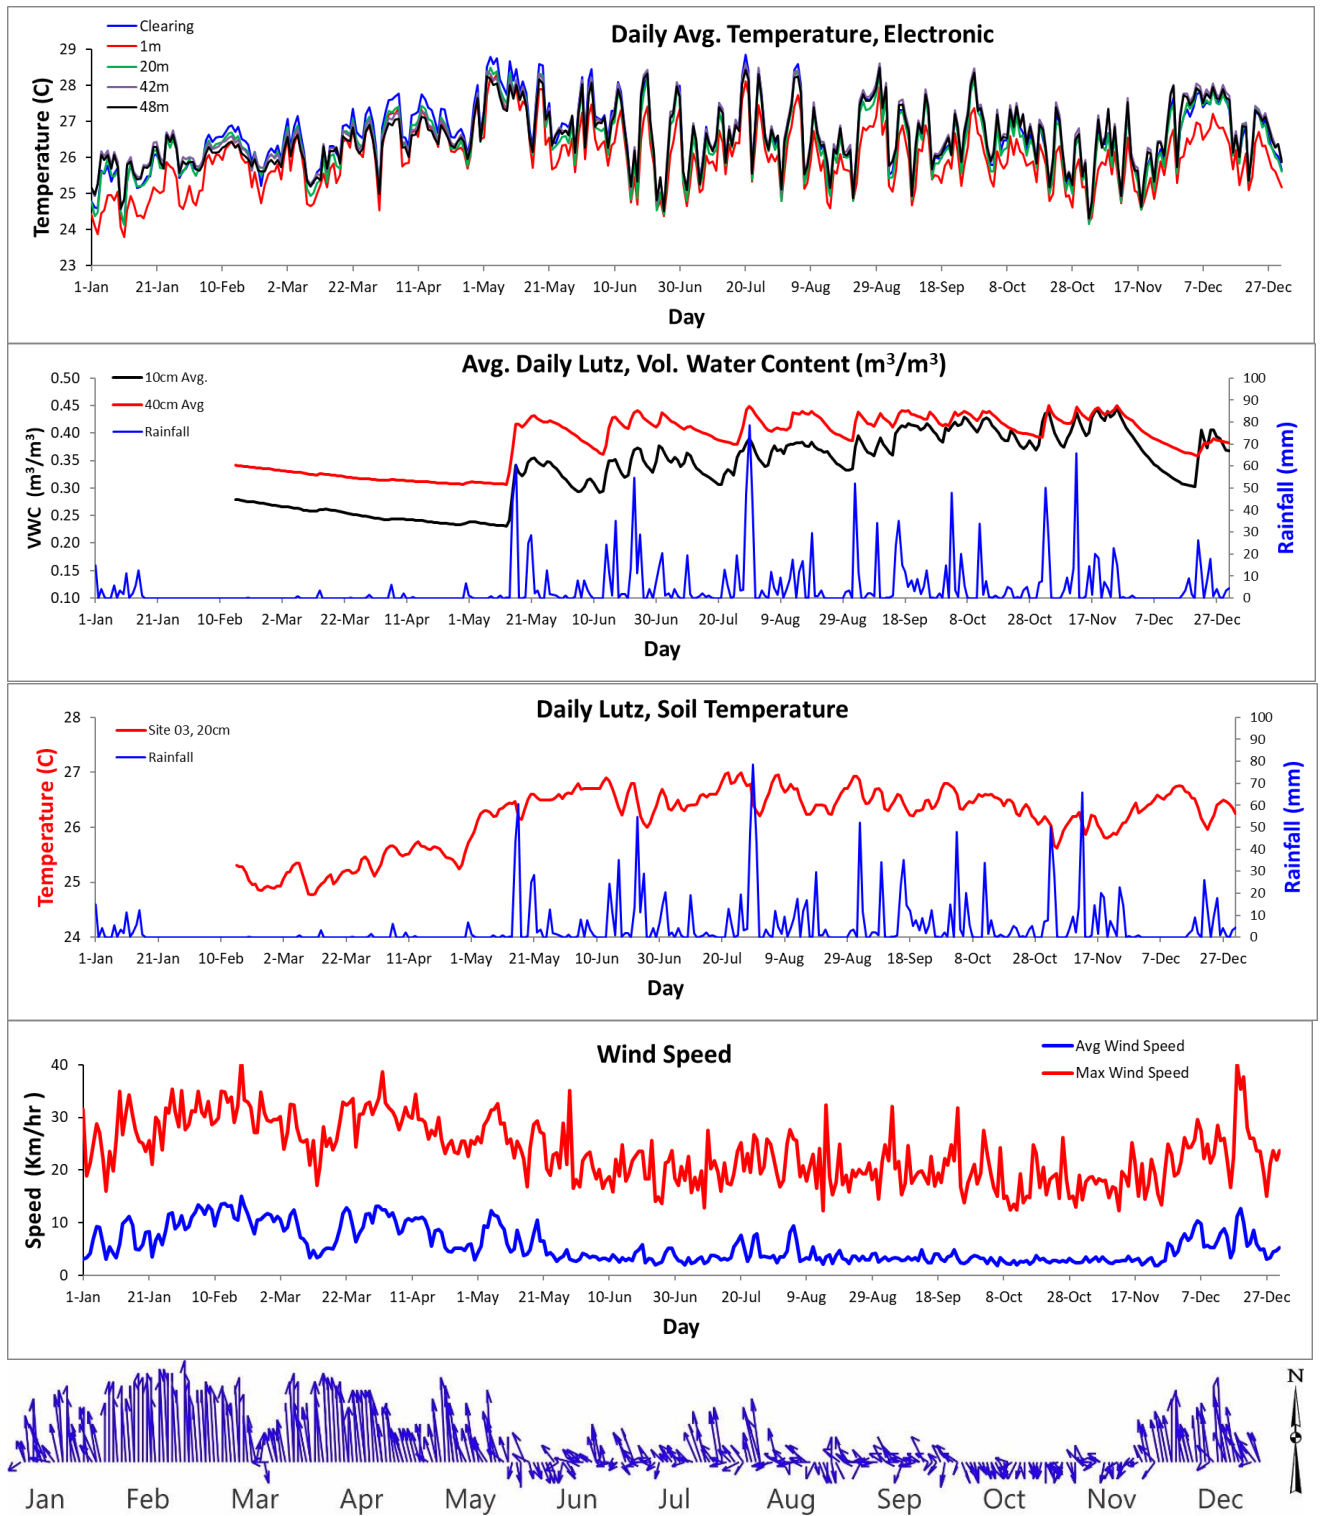 Daily Avg. Temperature, Electronic
Clearing
1m
20m
42m
48m
Temperature (C)
29
28
27
26
25
24
23
1-Jan 21-Jan 10-Feb 2-Mar 22-Mar 11-Apr 1-May 21-May 10-Jun 30-Jun 20-Jul 9-Aug 29-Aug 18-Sep 8-Oct 28-Oct 17-Nov 7-Dec 27-Dec
Day
Avg. Daily Lutz, Vol. Water Content (m³/m³)
10cm Avg.
40cm Avg
Rainfall
VWC (m³/m³)
0.50
0.45
0.40
0.35
0.30
0.25
0.20
0.15
0.10
100
90
80
70
60
50
40
30
20
10
0
Rainfall (mm)
1-Jan 21-Jan 10-Feb 2-Mar 22-Mar 11-Apr 1-May 21-May 10-Jun 30-Jun 20-Jul 9-Aug 29-Aug 18-Sep 8-Oct 28-Oct 17-Nov 7-Dec 27-Dec
Day
Daily Lutz, Soil Temperature
Site 03, 20cm
Rainfall
Temperature (C)
28
27
26
25
24
100
90
80
70
60
50
40
30
20
10
0
Rainfall (mm)
1-Jan 21-Jan 10-Feb 2-Mar 22-Mar 11-Apr 1-May 21-May 10-Jun 30-Jun 20-Jul 9-Aug 29-Aug 18-Sep 8-Oct 28-Oct 17-Nov 7-Dec 27-Dec
Day
Wind Speed
Avg Wind Speed
Max Wind Speed
Speed (Km/hr )
40
30
20
10
0
1-Jan 21-Jan 10-Feb 2-Mar 22-Mar 11-Apr 1-May 21-May 10-Jun 30-Jun 20-Jul 9-Aug 29-Aug 18-Sep 8-Oct 28-Oct 17-Nov 7-Dec 27-Dec
Day
N
Jan Feb Mar Apr May Jun Jul Aug Sep Oct Nov Dec